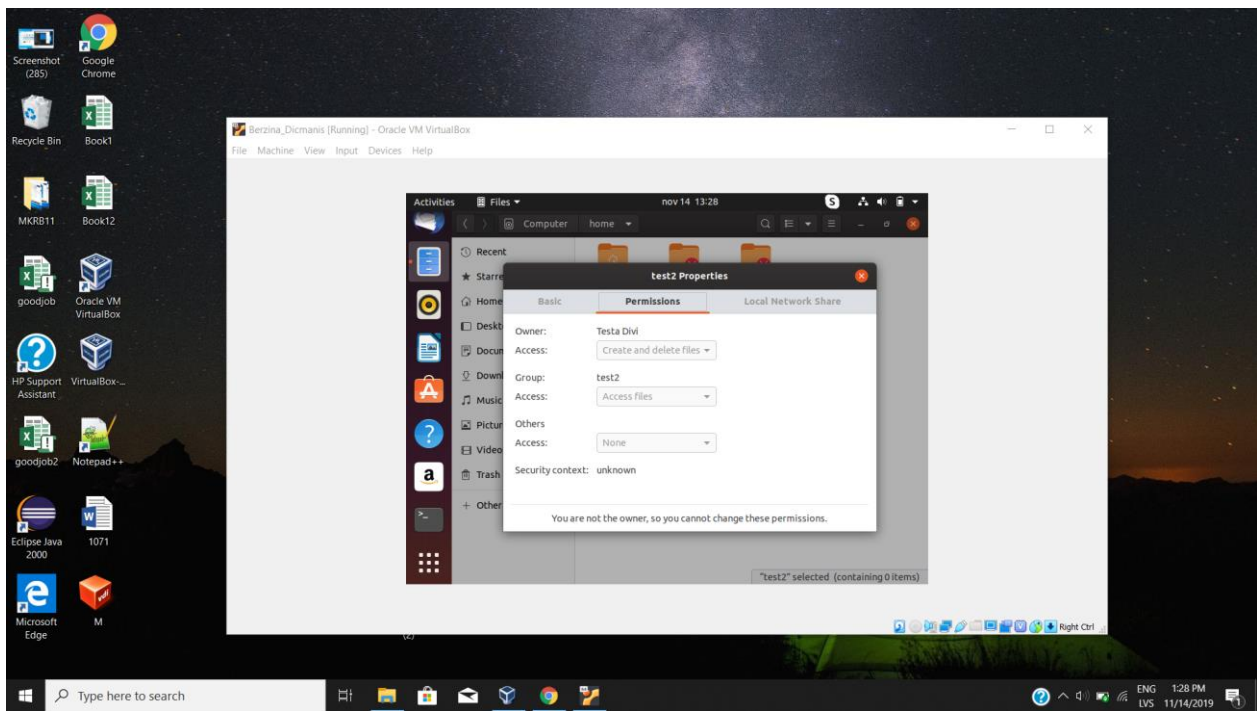 Screenshot
(285)
Google
Chrome
Recycle Bin
Book1
MKRB11
Book12
goodjob
Oracle VM
VirtualBox
HP Support
Assistant
VirtualBox-...
goodjob2
Notepad++
Eclipse Java
2000
1071
Microsoft
Edge
M
(2)
Berzina_Dicmanis [Running] - Oracle VM VirtualBox
File Machine View Input Devices Help
Activities Files nov 14 13:28
Computer home
Recent
Starre
Home
Deskt
Docum
Downl
Music
Pictur
Video
Trash
+ Other
test2 Properties
Basic Permissions Local Network Share
Owner: Testa Divi
Access: Create and delete files
Group: test2
Access: Access files
Others
Access: None
Security context: unknown
You are not the owner, so you cannot change these permissions.
"test2" selected (containing 0 items)
Right Ctrl
Type here to search
ENG 1:28 PM
LVS 11/14/2019